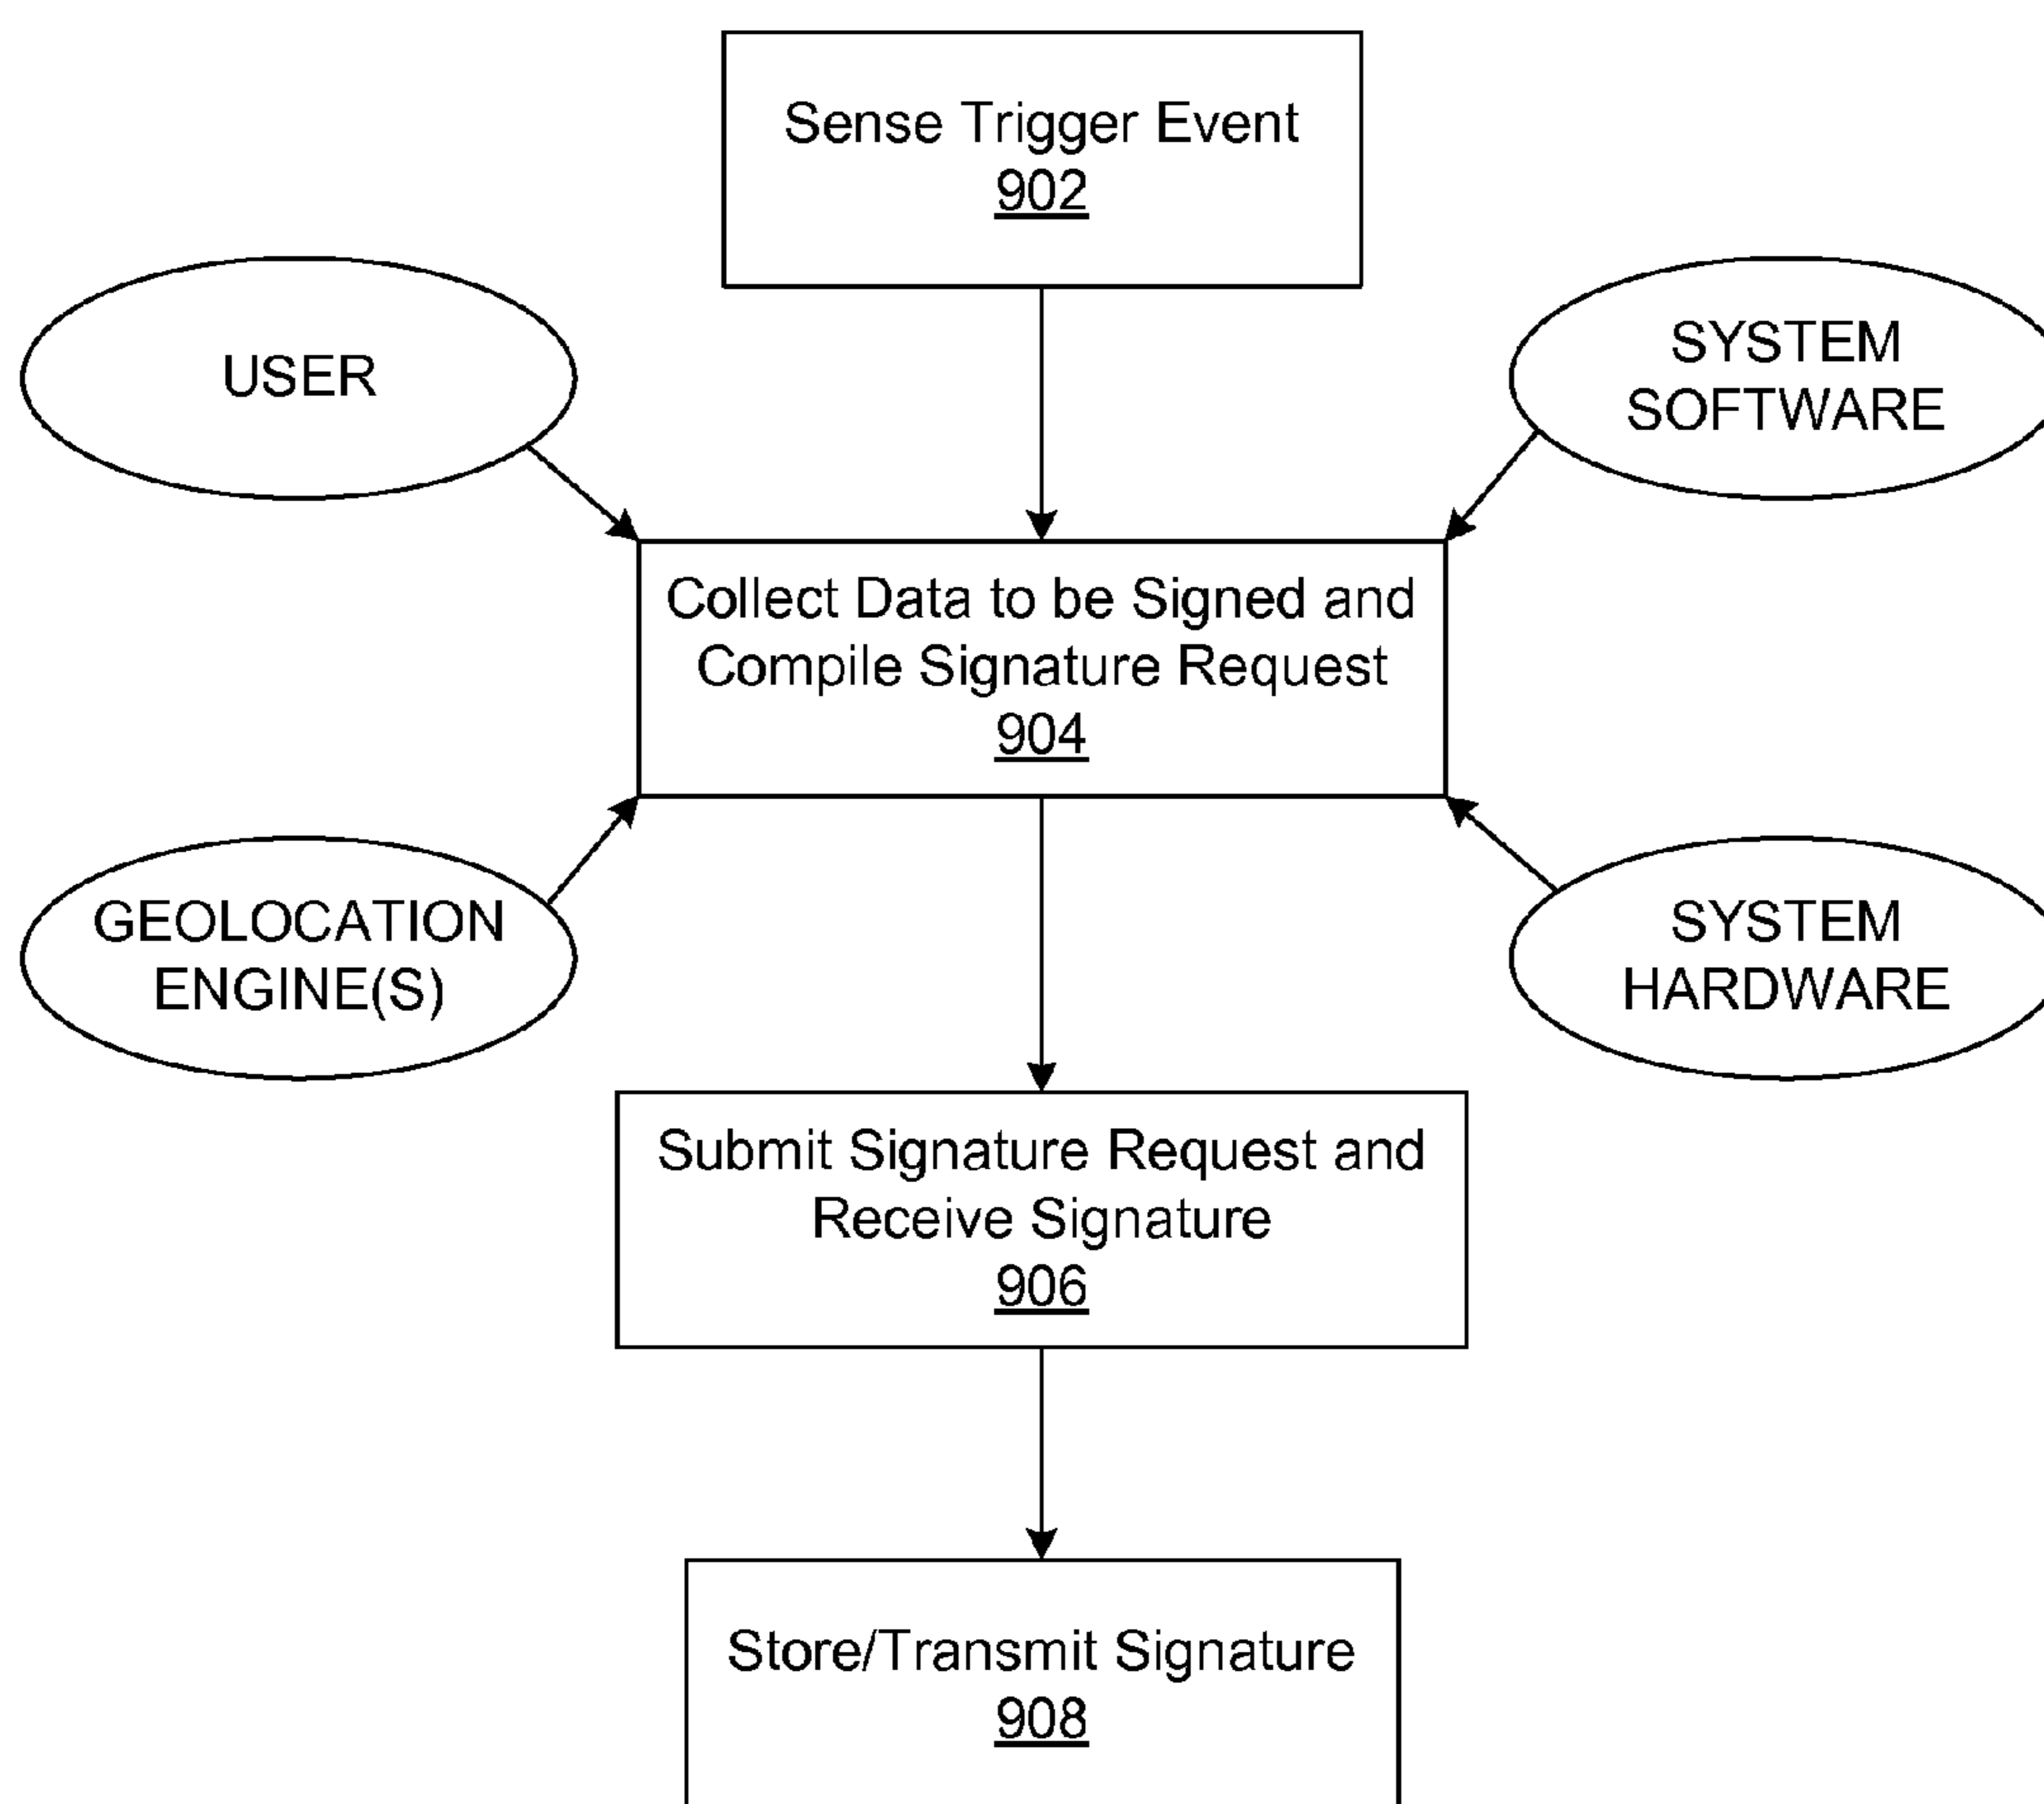 Sense Trigger Event
902
USER
SYSTEM
SOFTWARE
Collect Data to be Signed and
Compile Signature Request
904
GEOLOCATION
ENGINE(S)
SYSTEM
HARDWARE
Submit Signature Request and
Receive Signature
906
Store/Transmit Signature
908